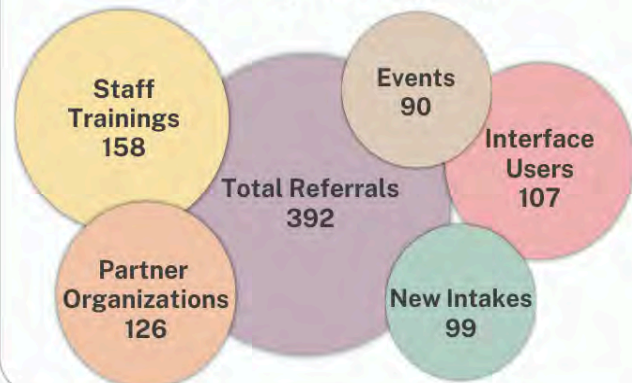 Staff
Trainings
158
Events
90
Interface
Users
107
Total Referrals
392
Partner
Organizations
126
New Intakes
99